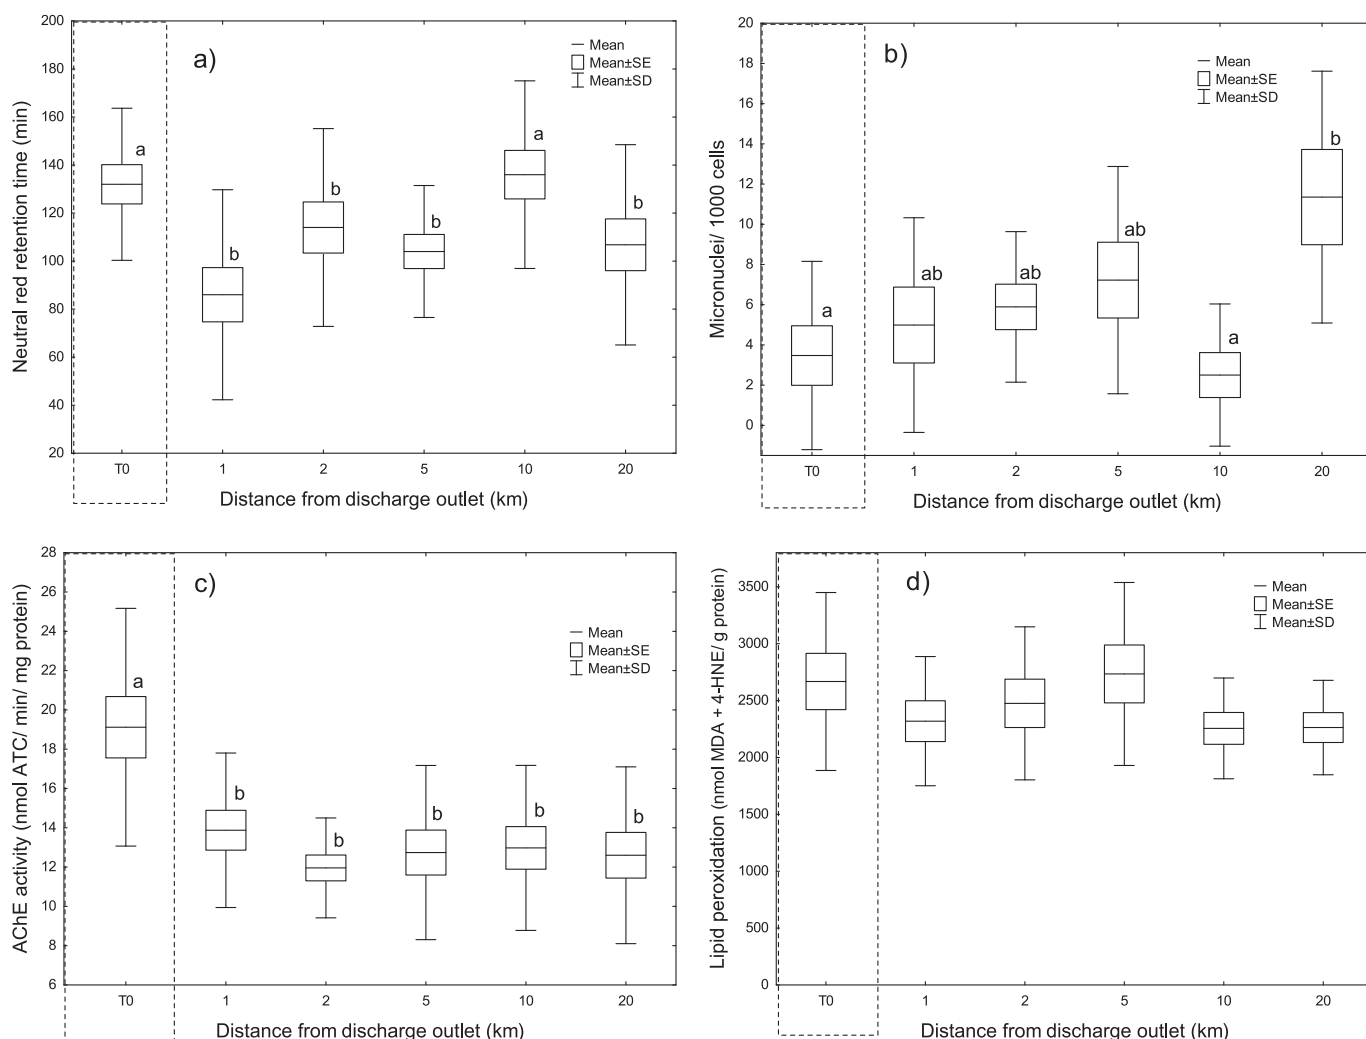 a)
Mean
Mean±SE
Mean±SD
Neutral red retention time (min)
200
180
160
140
120
100
80
60
40
20
a
b
b
b
a
b
T0
1
2
5
10
20
Distance from discharge outlet (km)
b)
Mean
Mean±SE
Mean±SD
Micronuclei/ 1000 cells
20
18
16
14
12
10
8
6
4
2
0
a
ab
ab
ab
a
b
T0
1
2
5
10
20
Distance from discharge outlet (km)
c)
Mean
Mean±SE
Mean±SD
AChE activity (nmol ATC/ min/ mg protein)
28
26
24
22
20
18
16
14
12
10
8
6
a
b
b
b
b
b
T0
1
2
5
10
20
Distance from discharge outlet (km)
d)
Mean
Mean±SE
Mean±SD
Lipid peroxidation (nmol MDA + 4-HNE/ g protein)
3500
3000
2500
2000
1500
1000
500
0
T0
1
2
5
10
20
Distance from discharge outlet (km)